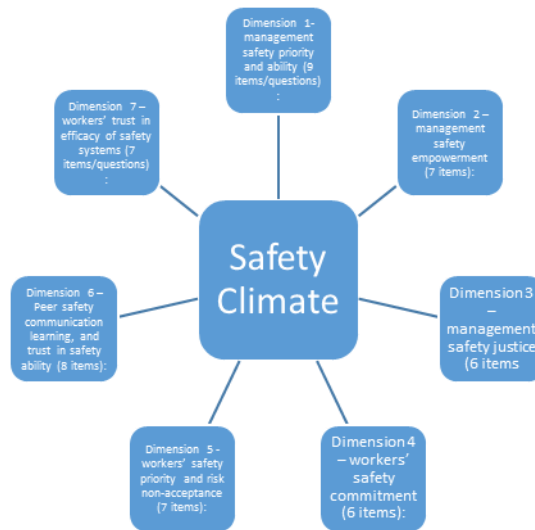 Dimension 1-
management
safety priority
and ability (9
items/questions)
:
Dimension 2 –
management
safety
empowerment
(7 items):
Dimension 3
–
management
safety justice
(6 items
Dimension 4
– workers'
safety
commitment
(6 items):
Dimension 5 -
workers' safety
priority and risk
non-acceptance
(7 items):
Dimension 6 –
Peer safety
communication
learning, and
trust in safety
ability (8 items):
Dimension 7 –
workers' trust in
efficacy of safety
systems (7
items/questions)
:
Safety
Climate